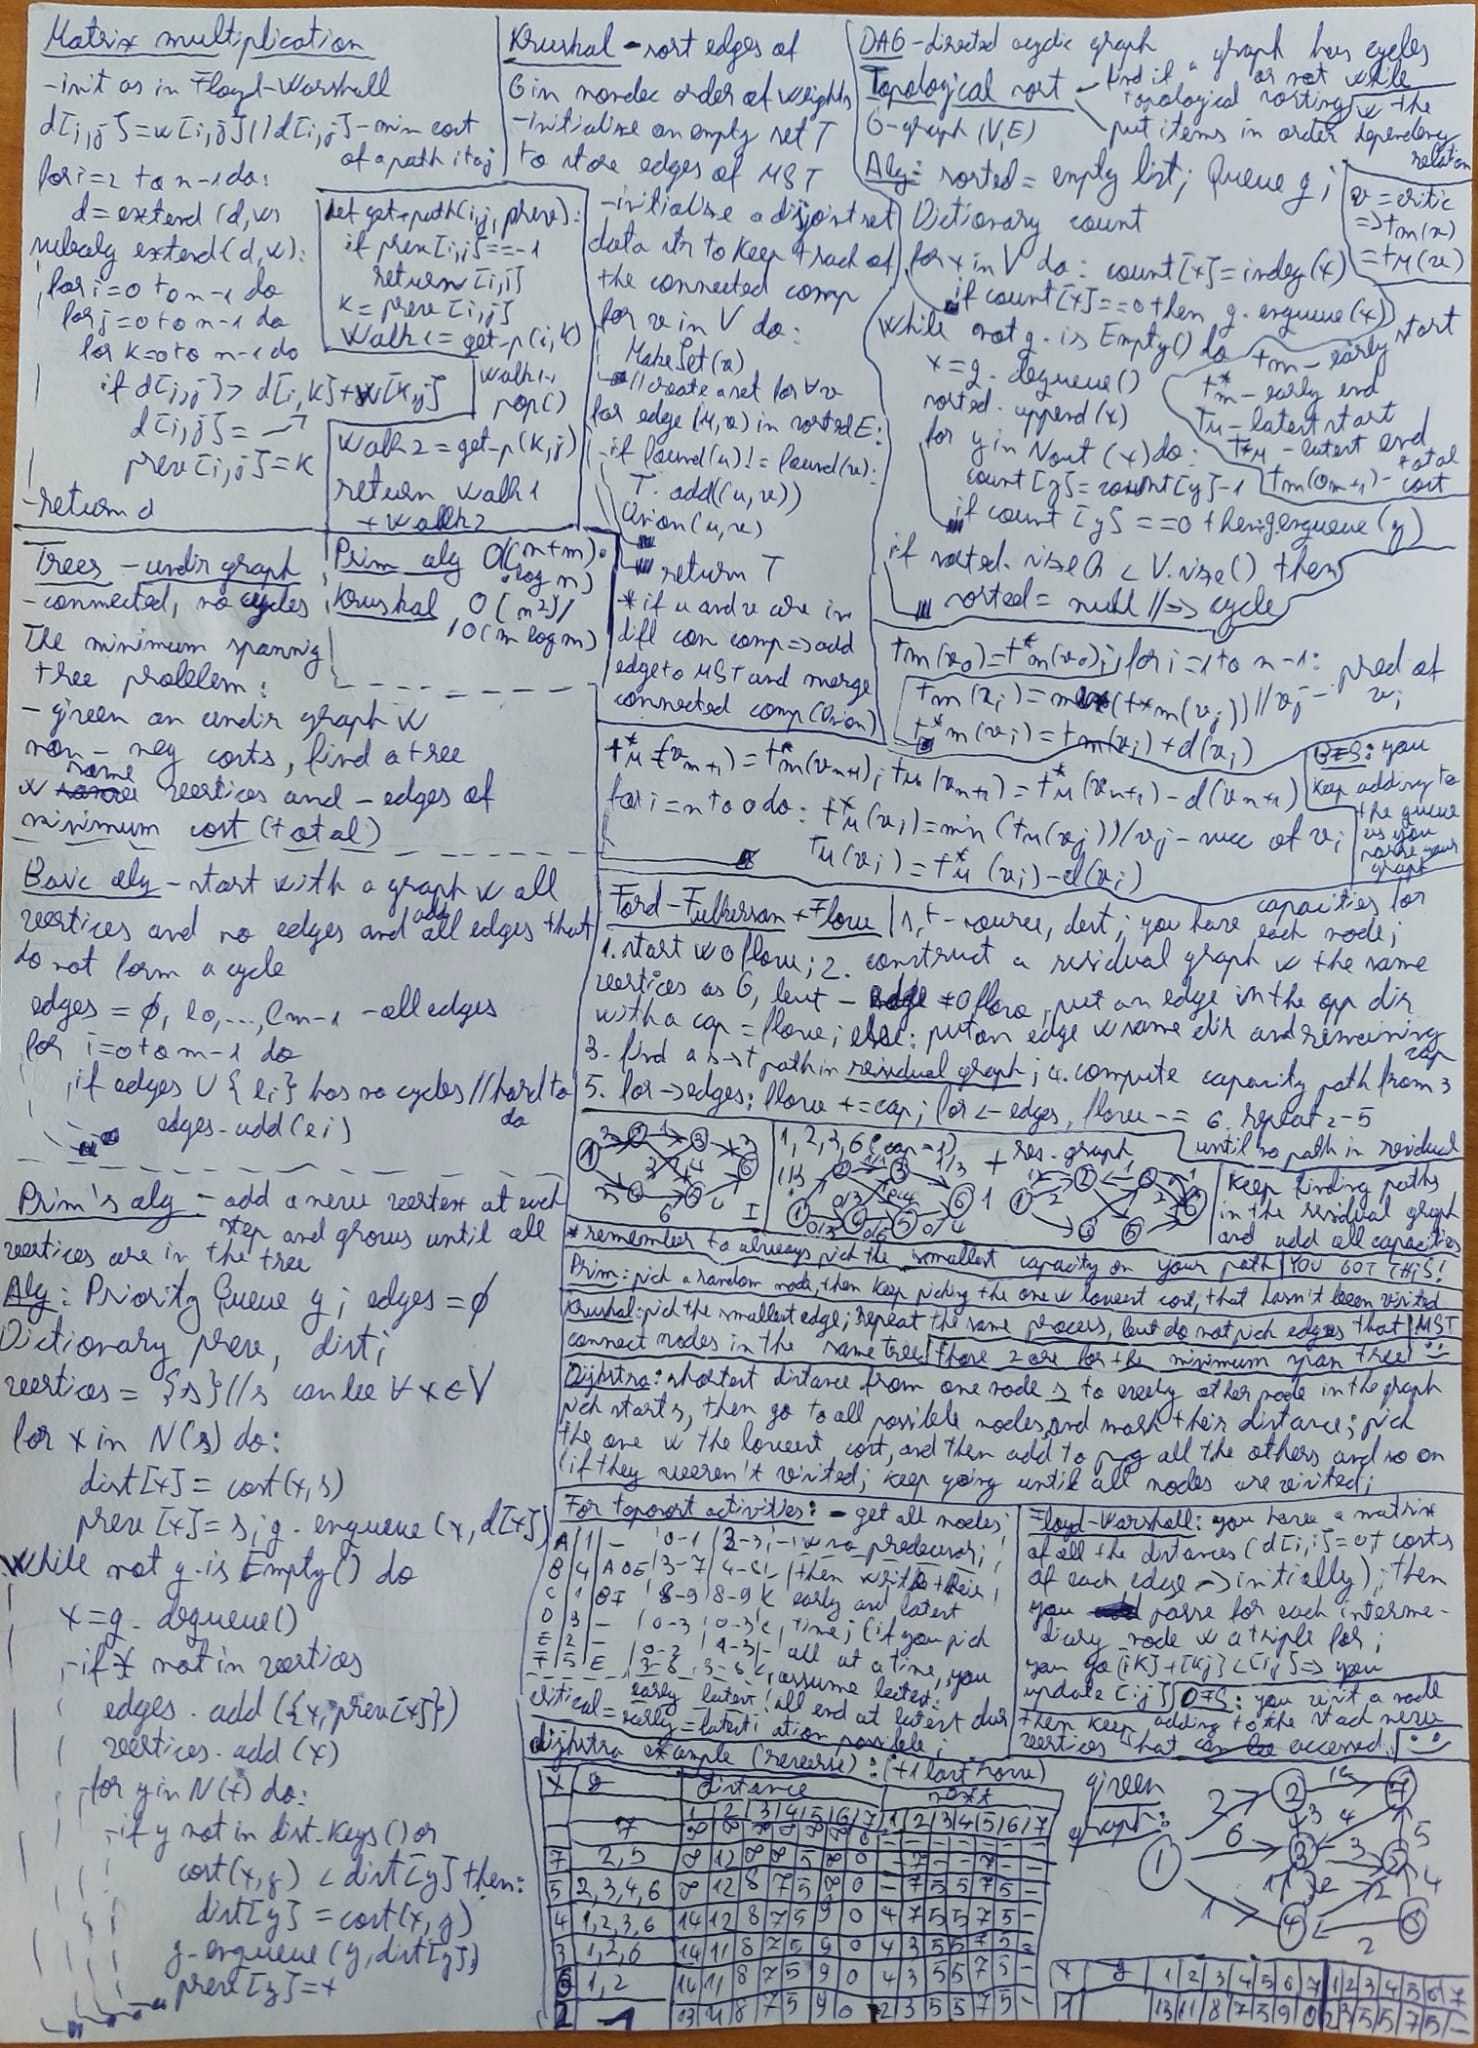 Matrix multiplication
-init as in Floyd-Warshall
d[i,j]=w[i,j]//d[i,j]-min cost
of a path i to j
for i=2 to n-1 do:
d=extend (d,w)
subalg extend(d,w):
for i=0 to n-1 do
for j=0 to n-1 do
for k=0 to n-1 do
if d[i,j]> d[i,k]+w[k,j]
d[i,j]=
prev[i,j]=k
-return d
def get-path(i,j,prev):
if prev[i,j]==-1
return [i,j]
k=prev[i,j]
walk1=get-p(i,k)
walk1.
pop()
walk2=get-p(k,j)
return walk1
+walk2
Trees - undir graph
-connected, no cycles
The minimum spannig
tree problem:
- given an undir graph w
non-neg costs, find a tree
w same vertices and - edges of
minimum cost (total)
Prim alg O((n+m)·
·log n)
Kruskal O(n²)/
O(m log m)
Basic alg - start with a graph w all
vertices and no edges and add all edges that
do not form a cycle
edges = ∅, e0,...,em-1 -all edges
for i=0 to m-1 do
if edges ∪ {ei} has no cycles //hard to
do
edges.add(ei)
Prim's alg - add a new vertex at each
step and grows until all
vertices are in the tree
Alg: Priority Queue q; edges=∅
Dictionary prev, dist;
vertices = {s}//s can be ∀ x∈V
for x in N(s) do:
dist[x]= cost(x,s)
prev[x]=s; q.enqueue(x,d[x])
while not q.is Empty() do
x=q.dequeue()
-if x not in vertices
edges.add({x,prev[x]})
vertices.add(x)
-for y in N(x) do:
-if y not in dist.keys() or
cost(x,y) < dist[y] then:
dist[y]=cost(x,y)
q.enqueue(y,dist[y])
prev[y]=x
Kruskal - sort edges of
G in nondec order of weights
-initialise an empty set T
to store edges of MST
-initialise a disjoint set
data str to keep track of
the connected comp
for v in V do:
MakeSet(v)
//create a set for ∀v
for edge (u,v) in sorted E:
-if found(u)!=found(v):
T.add((u,v))
Union(u,v)
return T
*if u and v are in
diff con comp=>add
edge to MST and merge
connected comp(Union)
DAG - directed acyclic graph
Topological sort - find if a graph has cycles
or not while
topological sorting w the
G-graph (V,E)
put items in order dependency
relation
Alg: sorted= empty list; Queue q;
Dictionary count
for x in V do: count[x]=indeg(x)
if count[x]==0 then q.enqueue(x)
while not q.is Empty() do
x=q.dequeue()
sorted.append(x)
for y in Nout(x)do:
count[y]=count[y]-1
if count[y]==0 then q.enqueue(y)
if sorted.size() < V.size() then
sorted= null //=> cycle
v=critic
=>tm(v)
=tM(v)
tm-early start
t*m-early end
TM-latest start
t*M-latest end
tm(vn+1)-total
cost
tm(v0)=t*m(v0); for i=1 to n-1:
tm(vi)=max(t*m(vj))//vj-pred of
vi
t*m(vi)=tm(vi)+d(vi)
t*M(vn+1)=t*m(vn+1); tM(vn+1)=t*M(vn+1)-d(vn+1)
for i=n to 0 do: t*M(vi)=min(tM(vj))/vj-succ of vi
tM(vi)=t*M(vi)-d(vi)
BFS: you
keep adding to
the queue
as you
parse your
graph
Ford-Fulkerson + Flow | s,t - source, dest; you have capacities for
each node;
1.start w 0 flow; 2. construct a residual graph w the same
vertices as G, but - edge ≠0 flow, put an edge in the opp dir
with a cap=flow; else: put an edge w same dir and remaining
cap
3. find a s->t path in residual graph; 4. compute capacity path from 3
5. for ->edges: flow+=cap; for <-edges, flow-= 6. repeat 2-5
until no path in residual
1,2,3,6(cap=1)
+ res. graph
keep finding paths
in the residual graph
and add all capacities
*remember to always pick the smallest capacity on your path | YOU GOT THIS!
Prim: pick a random node, then keep picking the one w lowest cost, that hasn't been visited
Kruskal: pick the smallest edge; repeat the same process, but do not pick edges that | MST
connect nodes in the same tree | those 2 are for the minimum span tree
Dijkstra: shortest distance from one node s to every other node in the graph
pick start s, then go to all possible nodes and mark their distance; pick
the one w the lowest cost, and then add to all the others and so on
(if they weren't visited; keep going until all nodes are visited;
For toposort activities: - get all nodes
w no predecesor;
then write their
early and latest
time; (if you pick
all at a time, you
assume latest:
all end at latest dur
ation possible;
A|1|-|0-1|2-3
B|4|A D E|3-7|4-8
C|1|B F|8-9|8-9
D|3|-|0-3|0-3
E|2|-|0-2
F|5|E|3-8
early latest
critical=early=latest
Floyd-Warshall: you have a matrix
of all the distances (d[i,i]=0+costs
of each edge -> initially); then
you parse for each interme-
diary node w a triple for;
you go [ik]+[kj]<[ij]=> you
update [ij] | DFS: you visit a node
then keep adding to the stack new
vertices that can be accessed
dijkstra example (reverse): (+1 last row)
x q distance next
1 2 3 4 5 6 7 1 2 3 4 5 6 7
7 ∞ ∞ ∞ ∞ ∞ ∞ 0 - - - - - - -
7 2,5 ∞ 12 ∞ ∞ 5 ∞ 0 - 7 - - 7 - -
5 2,3,4,6 ∞ 12 8 7 5 9 0 - 7 5 5 7 5 -
4 1,2,3,6 14 12 8 7 5 9 0 4 7 5 5 7 5 -
3 1,2,6 14 11 8 7 5 9 0 4 3 5 5 7 5 -
6 1,2 14 11 8 7 5 9 0 4 3 5 5 7 5 -
2 1 13 11 8 7 5 9 0 2 3 5 5 7 5 -
given
graph:
x q 1 2 3 4 5 6 7 1 2 3 4 5 6 7
1 13 11 8 7 5 9 0 2 3 5 5 7 5 -